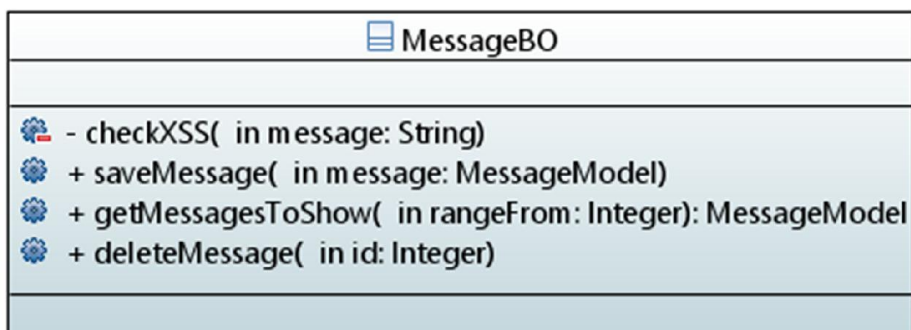 MessageBO
- checkXSS( in message: String)
+ saveMessage( in message: MessageModel)
+ getMessagesToShow( in rangeFrom: Integer): MessageModel
+ deleteMessage( in id: Integer)